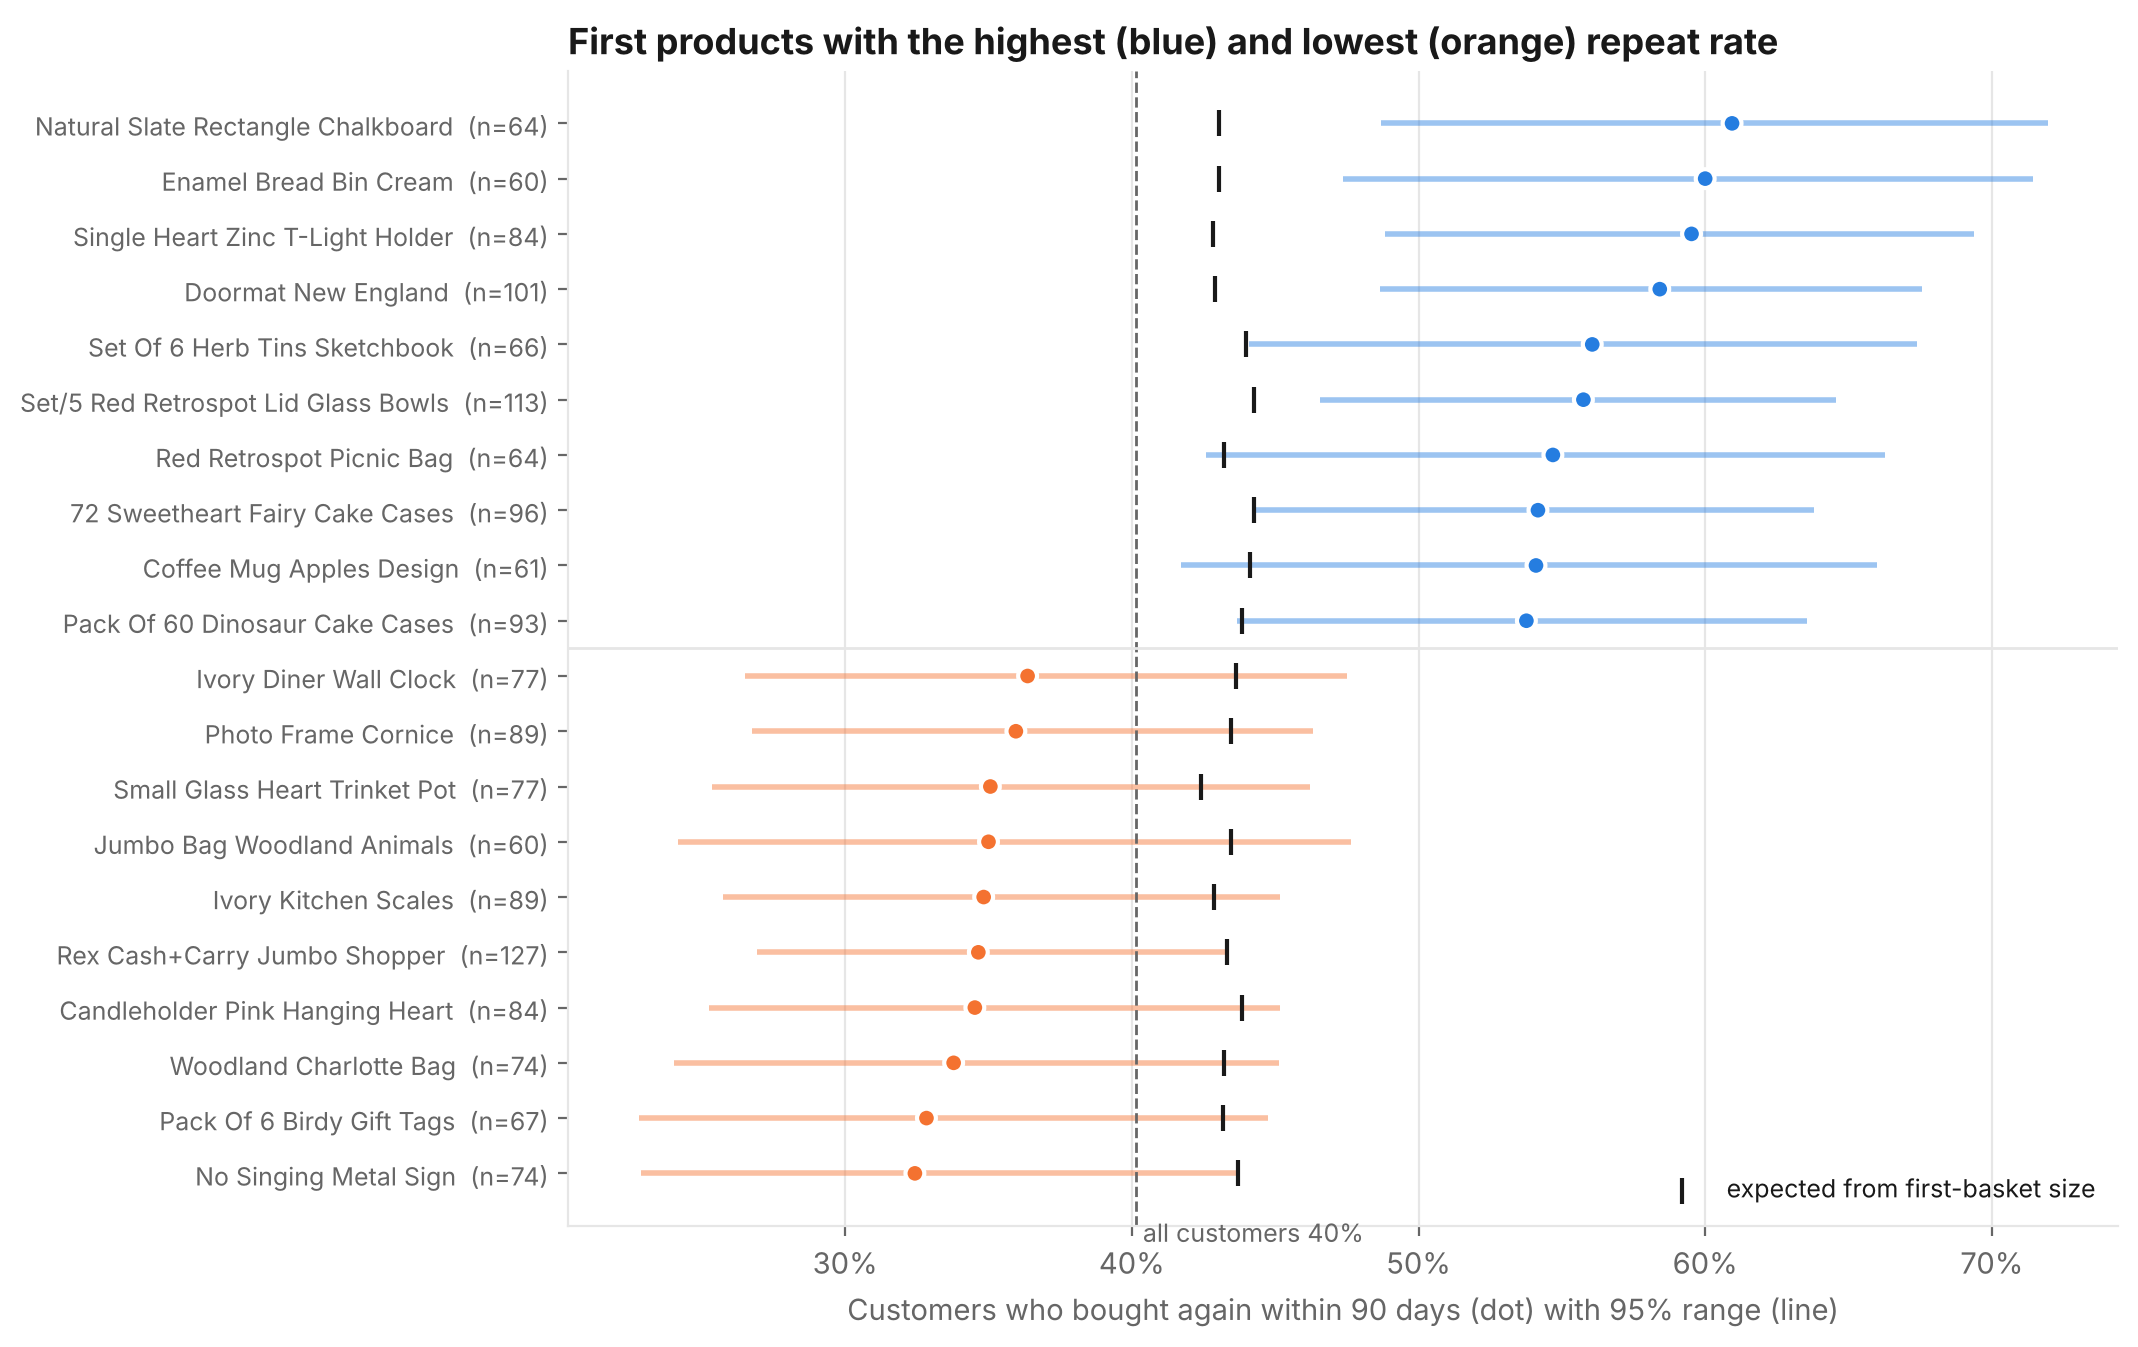 First products with the highest (blue) and lowest (orange) repeat rate
Natural Slate Rectangle Chalkboard (n=64)
Enamel Bread Bin Cream (n=60)
Single Heart Zinc T-Light Holder (n=84)
Doormat New England (n=101)
Set Of 6 Herb Tins Sketchbook (n=66)
Set/5 Red Retrospot Lid Glass Bowls (n=113)
Red Retrospot Picnic Bag (n=64)
72 Sweetheart Fairy Cake Cases (n=96)
Coffee Mug Apples Design (n=61)
Pack Of 60 Dinosaur Cake Cases (n=93)
Ivory Diner Wall Clock (n=77)
Photo Frame Cornice (n=89)
Small Glass Heart Trinket Pot (n=77)
Jumbo Bag Woodland Animals (n=60)
Ivory Kitchen Scales (n=89)
Rex Cash+Carry Jumbo Shopper (n=127)
Candleholder Pink Hanging Heart (n=84)
Woodland Charlotte Bag (n=74)
Pack Of 6 Birdy Gift Tags (n=67)
No Singing Metal Sign (n=74)
expected from first-basket size
all customers 40%
30% 40% 50% 60% 70%
Customers who bought again within 90 days (dot) with 95% range (line)